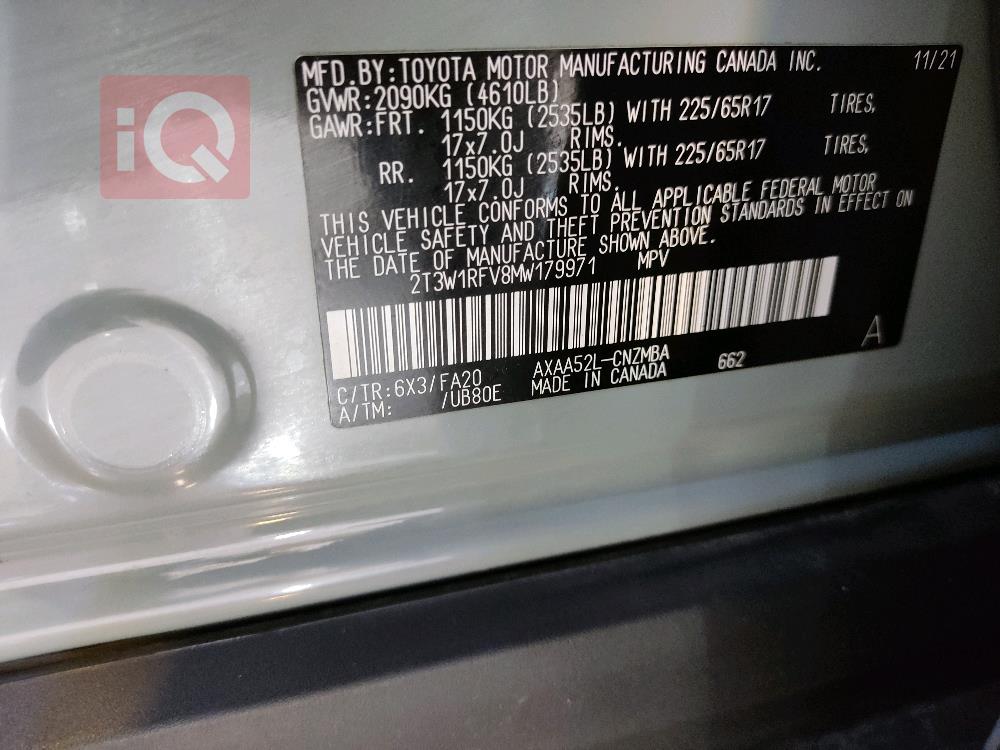 iQ
MFD.BY:TOYOTA MOTOR MANUFACTURING CANADA INC. 11/21
GVWR:2090KG (4610LB)
GAWR:FRT. 1150KG (2535LB) WITH 225/65R17 TIRES,
17x7.0J RIMS.
RR. 1150KG (2535LB) WITH 225/65R17 TIRES,
17x7.0J RIMS.
THIS VEHICLE CONFORMS TO ALL APPLICABLE FEDERAL MOTOR
VEHICLE SAFETY AND THEFT PREVENTION STANDARDS IN EFFECT ON
THE DATE OF MANUFACTURE SHOWN ABOVE.
2T3W1RFV8MW179971 MPV
C/TR:6X3/FA20 AXAA52L-CNZMBA 662 A
A/TM: /UB80E MADE IN CANADA